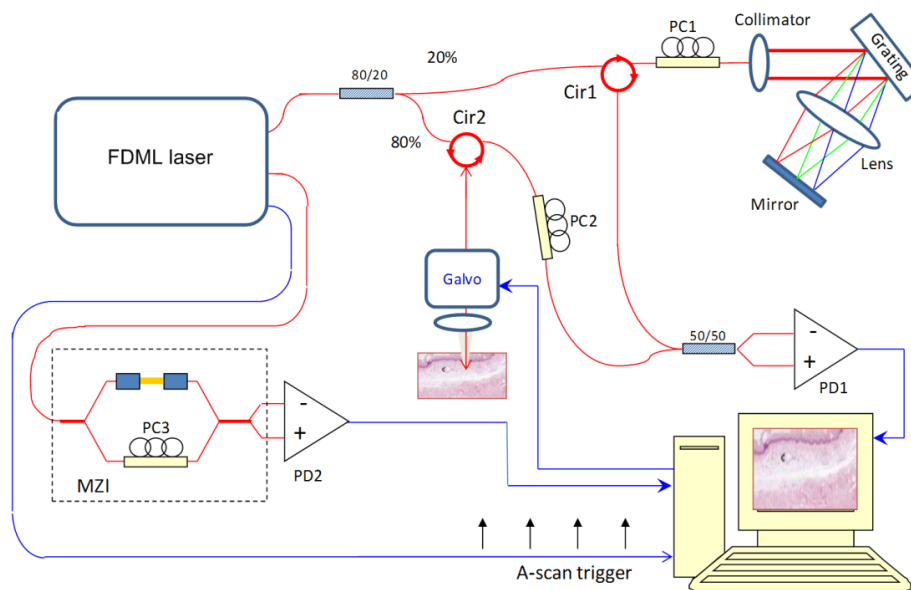 Collimator
PC1
Grating
20%
80/20
Cir1
Cir2
80%
FDML laser
Lens
Mirror
PC2
Galvo
50/50
-
+
PD1
PC3
-
+
PD2
MZI
A-scan trigger